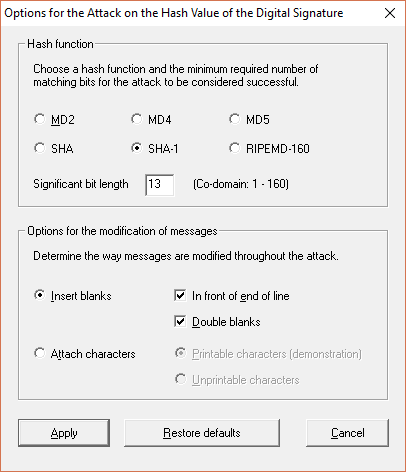 Options for the Attack on the Hash Value of the Digital Signature
Hash function
Choose a hash function and the minimum required number of
matching bits for the attack to be considered successful.
MD2 MD4 MD5
SHA SHA-1 RIPEMD-160
Significant bit length 13 (Co-domain: 1 - 160)
Options for the modification of messages
Determine the way messages are modified throughout the attack.
Insert blanks In front of end of line
Double blanks
Attach characters Printable characters (demonstration)
Unprintable characters
Apply Restore defaults Cancel